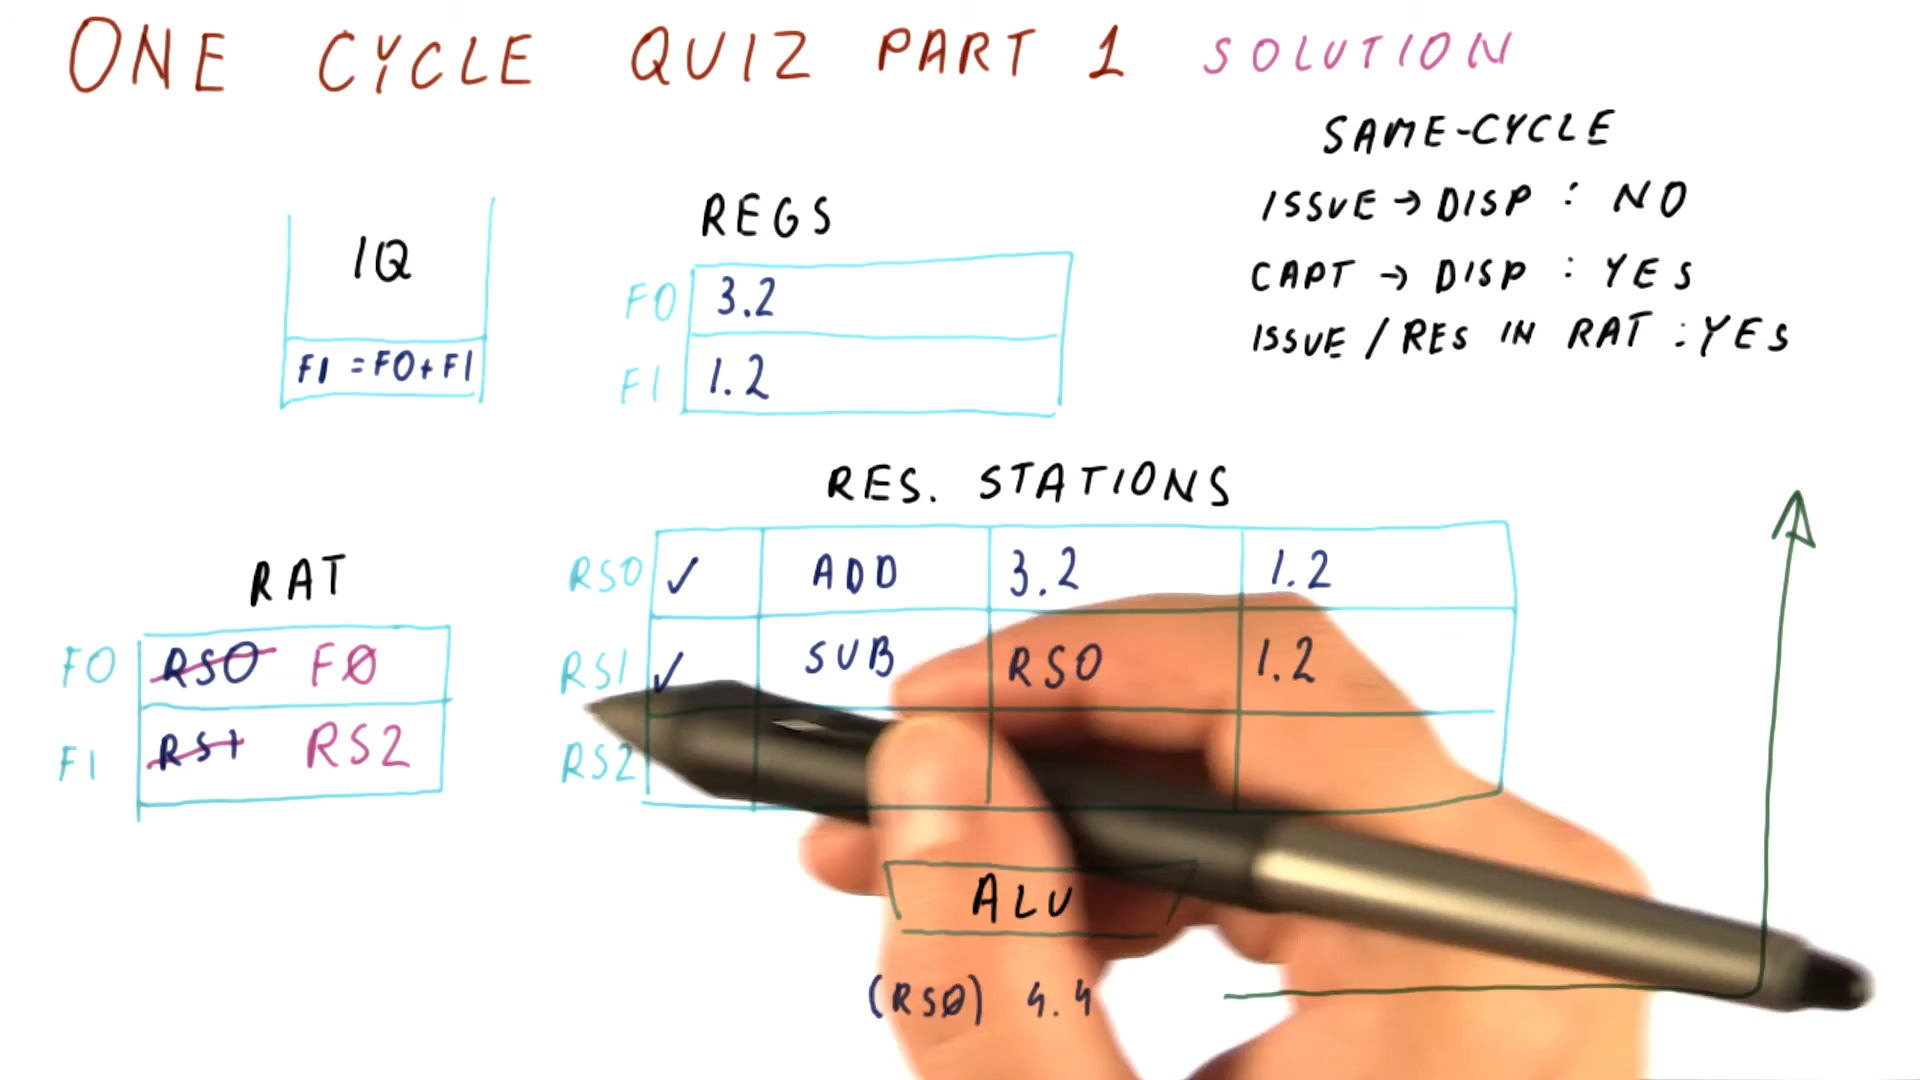 ONE CYCLE QUIZ PART 1 SOLUTION
SAME-CYCLE
ISSUE → DISP : NO
CAPT → DISP : YES
ISSUE / RES IN RAT : YES
IQ
F1 = F0 + F1
REGS
F0 3.2
F1 1.2
RES. STATIONS
RS0 ✓ ADD 3.2 1.2
RS1 ✓ SUB RS0 1.2
RS2
RAT
F0 RS0 FØ
F1 RS1 RS2
ALU
(RSØ) 4.4